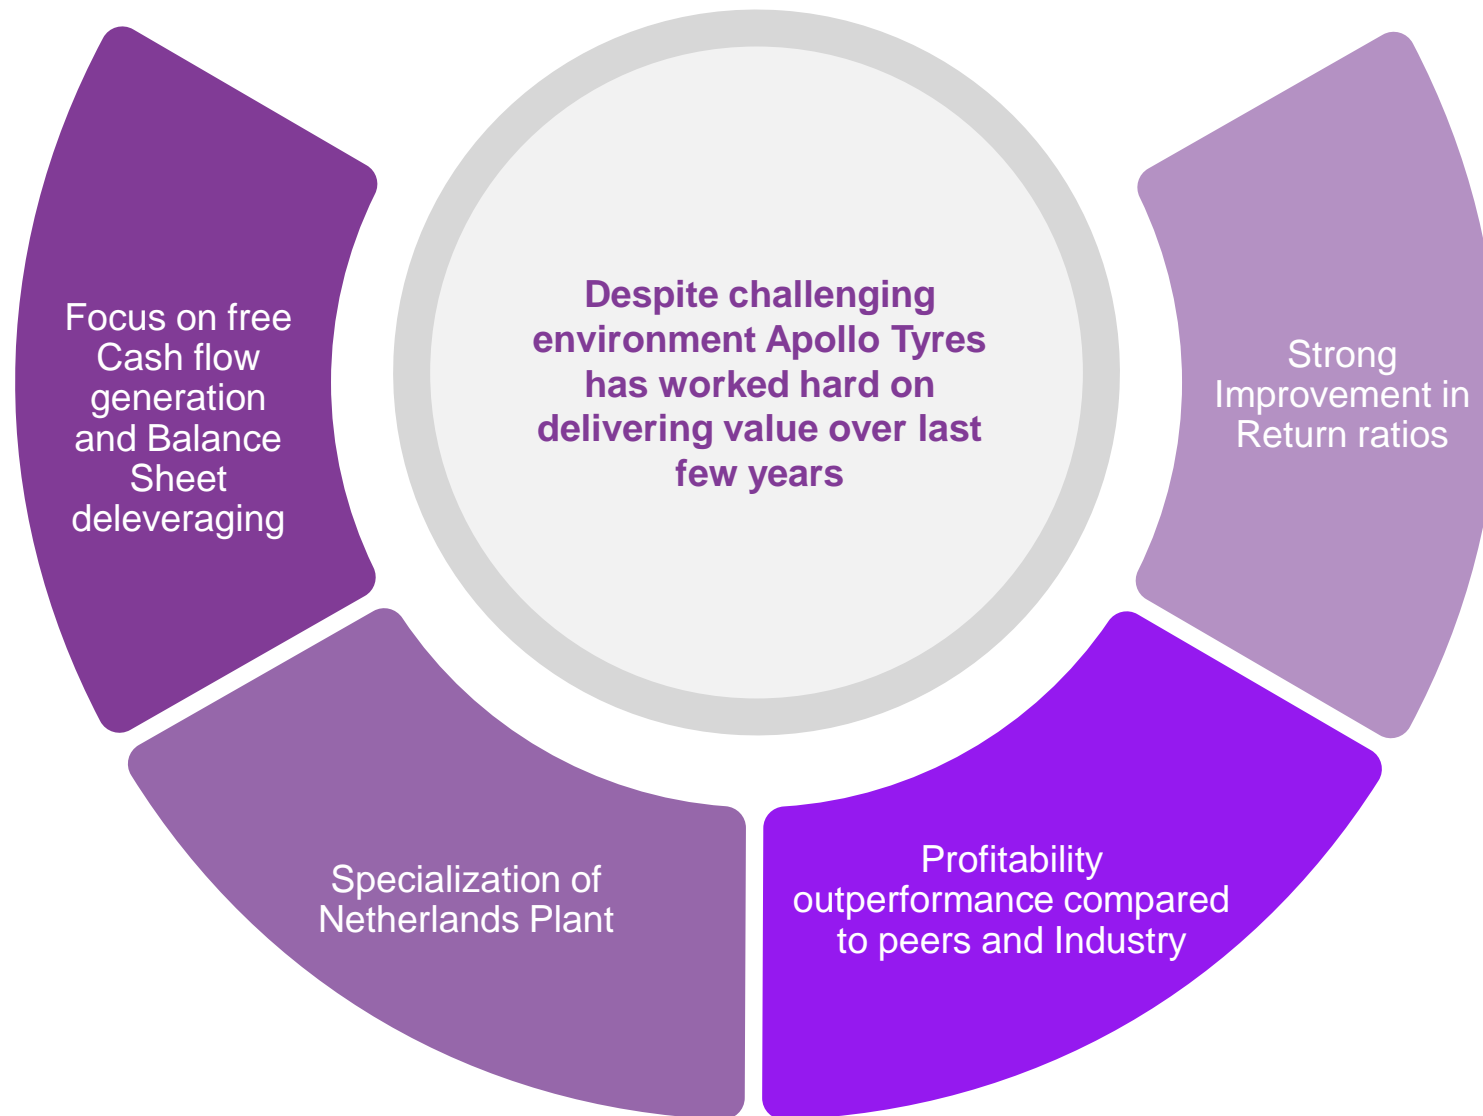 Despite challenging
environment Apollo Tyres
has worked hard on
delivering value over last
few years
Focus on free
Cash flow
generation
and Balance
Sheet
deleveraging
Specialization of
Netherlands Plant
Profitability
outperformance compared
to peers and Industry
Strong
Improvement in
Return ratios